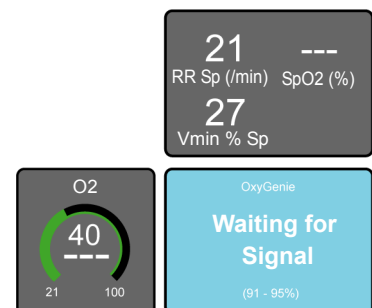 21 ---
RR Sp (/min) SpO2 (%)
27
Vmin % Sp
O2
40
---
21 100
OxyGenie
Waiting for
Signal
(91 - 95%)